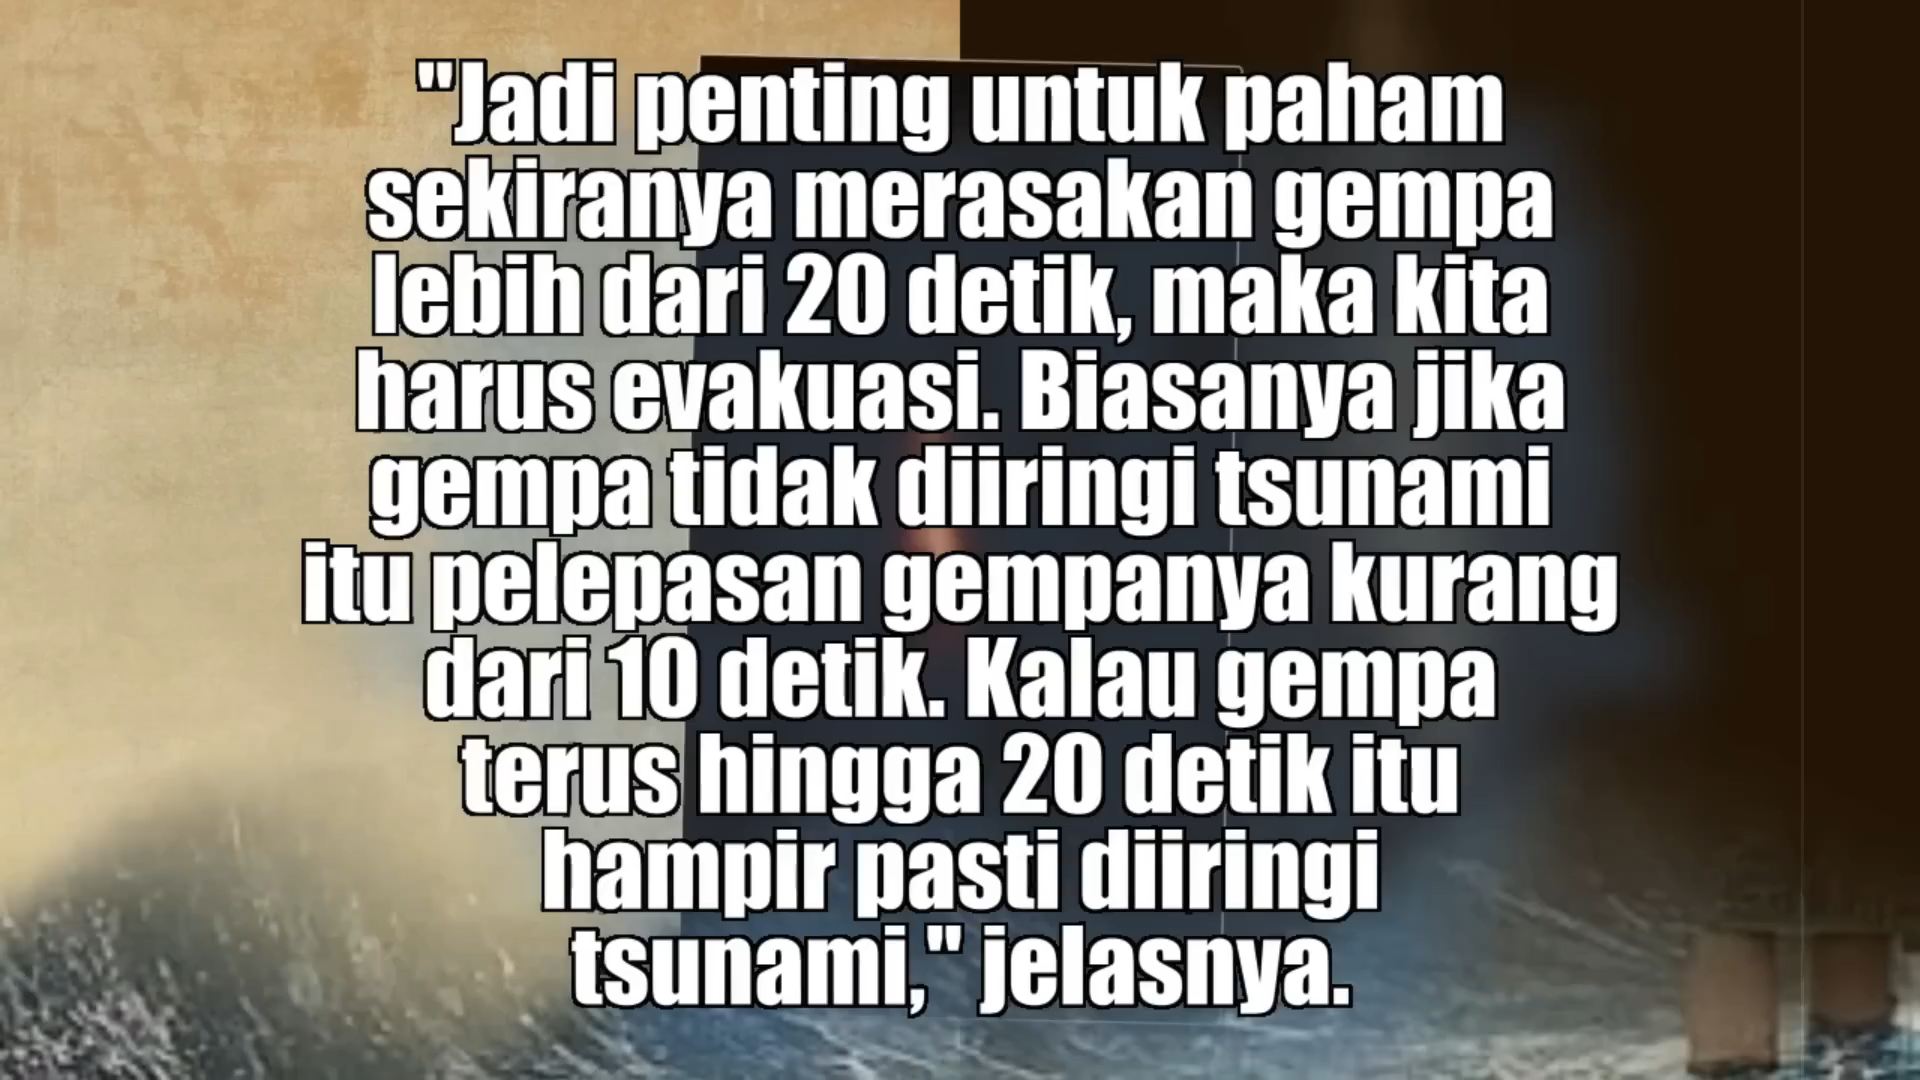 "Jadi penting untuk paham
sekiranya merasakan gempa
lebih dari 20 detik, maka kita
harus evakuasi. Biasanya jika
gempa tidak diiringi tsunami
itu pelepasan gempanya kurang
dari 10 detik. Kalau gempa
terus hingga 20 detik itu
hampir pasti diiringi
tsunami," jelasnya.